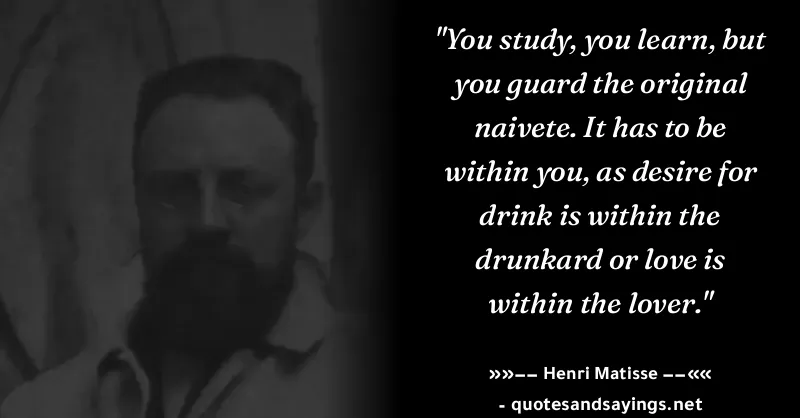 "You study, you learn, but
you guard the original
naivete. It has to be
within you, as desire for
drink is within the
drunkard or love is
within the lover."
»»−− Henri Matisse −−««
- quotesandsayings.net